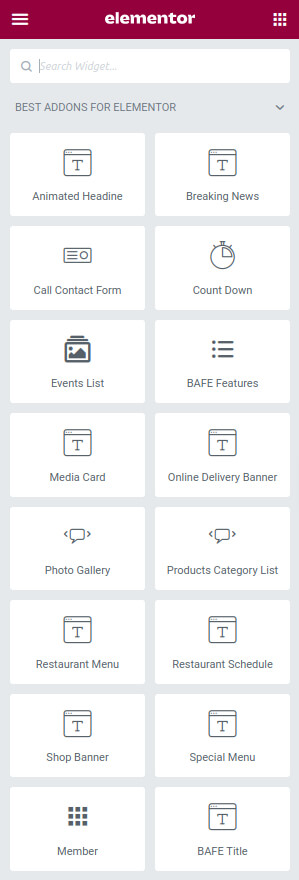 elementor
Search Widget...
BEST ADDONS FOR ELEMENTOR
T
Animated Headine
T
Breaking News
Call Contact Form
Count Down
Events List
BAFE Features
T
Media Card
T
Online Delivery Banner
Photo Gallery
Products Category List
T
Restaurant Menu
T
Restaurant Schedule
T
Shop Banner
T
Special Menu
Member
T
BAFE Title